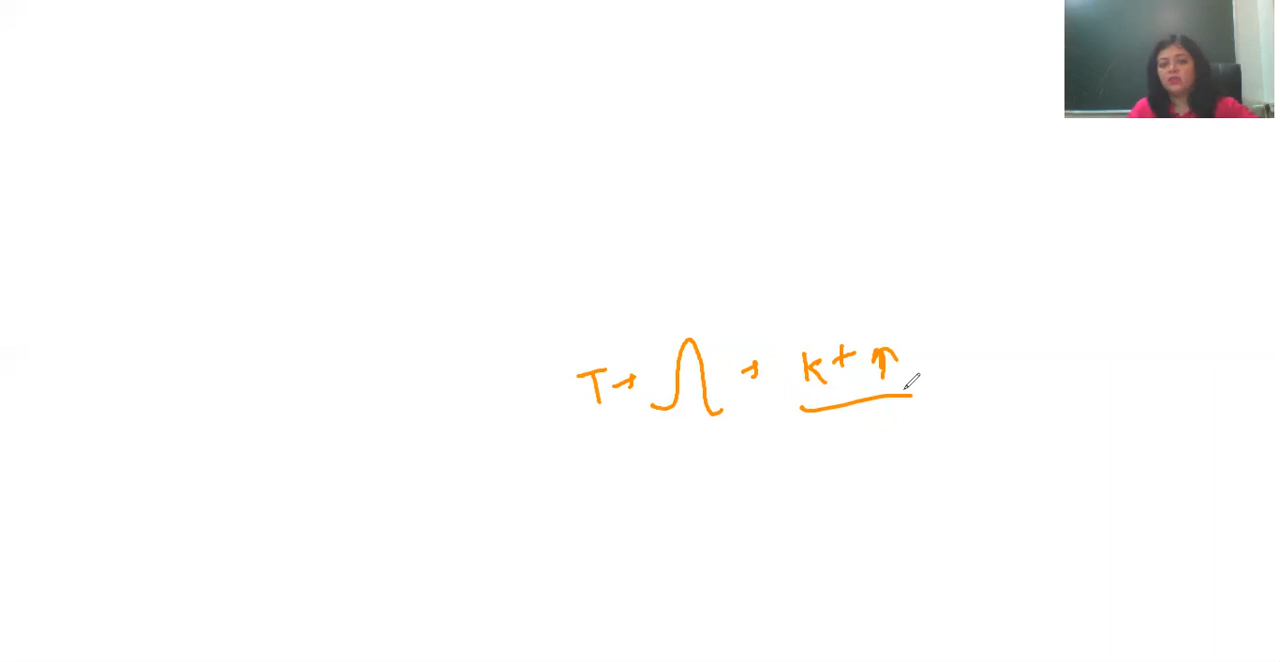 T → → K+ ↑